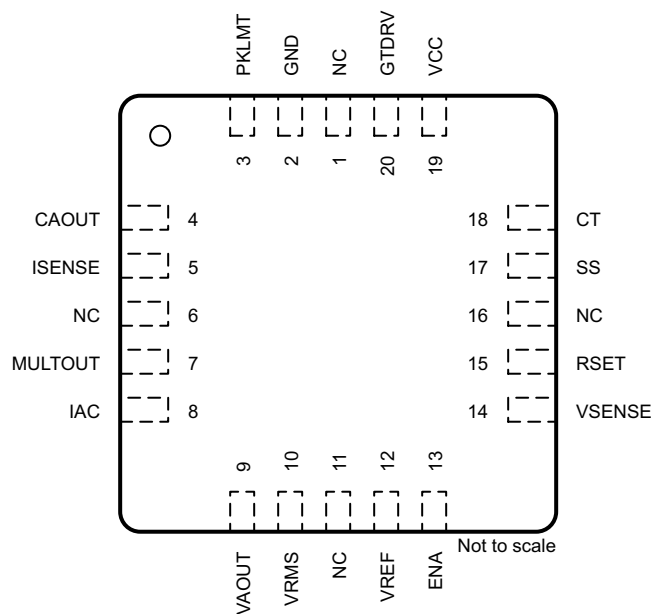 PKLMT
GND
NC
GTDRV
VCC
3
2
1
20
19
CAOUT 4
18 CT
ISENSE 5
17 SS
NC 6
16 NC
MULTOUT 7
15 RSET
IAC 8
14 VSENSE
9
10
11
12
13
VAOUT
VRMS
NC
VREF
ENA
Not to scale